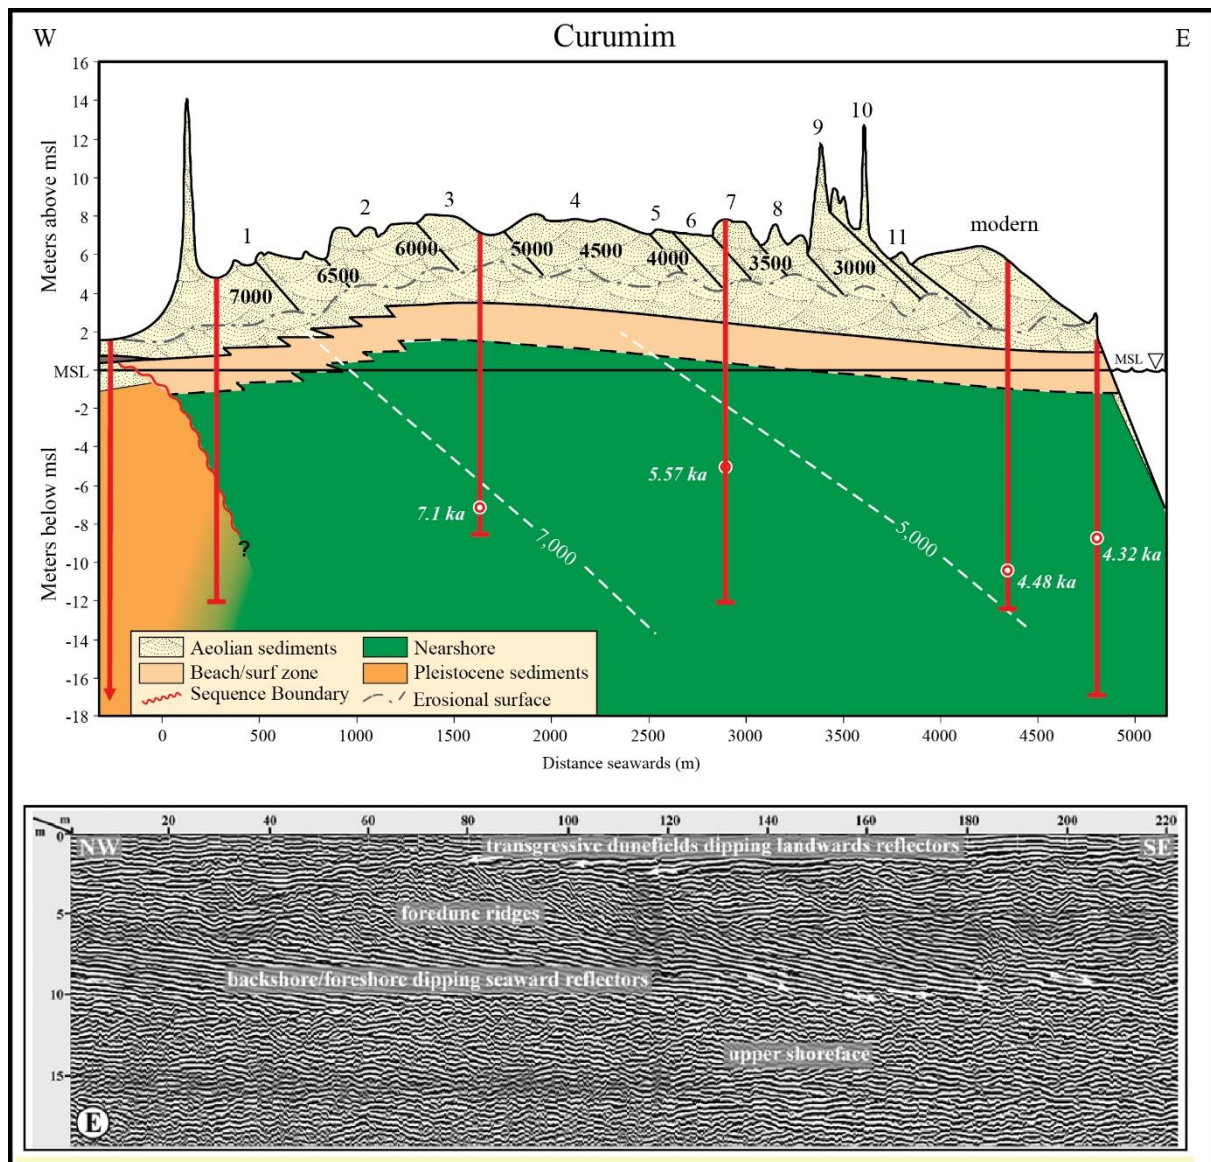 W Curumim E
16
14
12
10
8
6
4
2
MSL
-2
-4
-6
-8
-10
-12
-14
-16
-18
Meters above msl
Meters below msl
1
2
3
4
5
6
7
8
9
10
11
modern
7000
6500
6000
5000
4500
4000
3500
3000
MSL
7.1 ka
5.57 ka
4.48 ka
4.32 ka
7,000
5,000
?
Aeolian sediments
Nearshore
Beach/surf zone
Pleistocene sediments
Sequence Boundary
Erosional surface
0 500 1000 1500 2000 2500 3000 3500 4000 4500 5000
Distance seawards (m)
m 20 40 60 80 100 120 140 160 180 200 220
m 0
NW
SE
transgressive dunefields dipping landwards reflectors
5
foredune ridges
backshore/foreshore dipping seaward reflectors
10
upper shoreface
15
E